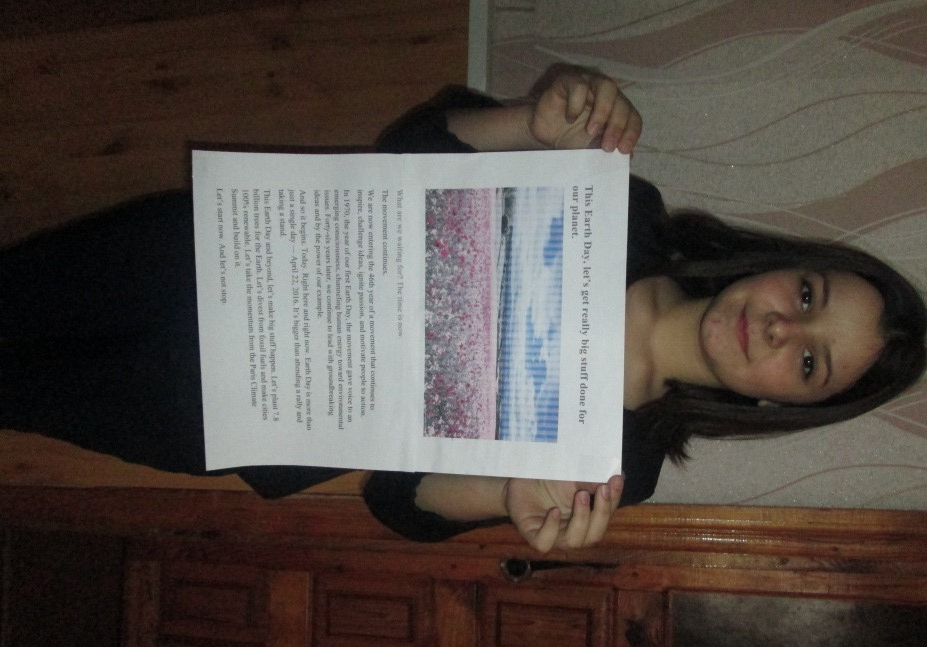 This Earth Day, let's get really big stuff done for
our planet.
What are we waiting for? The time is now.
The movement continues.
We are now entering the 46th year of a movement that continues to
inspire, challenge ideas, ignite passion, and motivate people to action.
In 1970, the year of our first Earth Day, the movement gave voice to an
emerging consciousness, channeling human energy toward environmental
issues. Forty-six years later, we continue to lead with groundbreaking
ideas and by the power of our example.
And so it begins. Today. Right here and right now. Earth Day is more than
just a single day — April 22, 2016. It's bigger than attending a rally and
taking a stand.
This Earth Day and beyond, let's make big stuff happen. Let's plant 7.8
billion trees for the Earth. Let's divest from fossil fuels and make cities
100% renewable. Let's take the momentum from the Paris Climate
Summit and build on it.
Let's start now. And let's not stop.